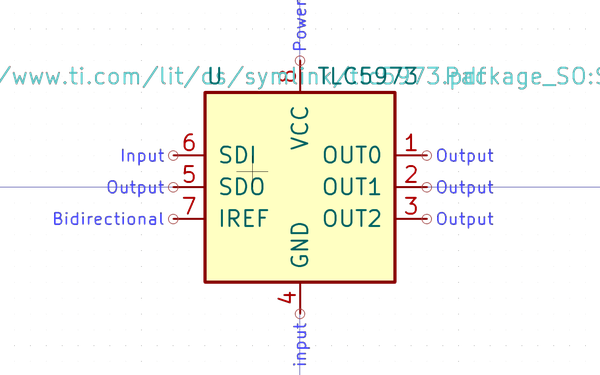 Power
/www.ti.com/lit/ds/symlink/tlc5973.pdf
Package_SO:S
U
TLC5973
8
VCC
6
SDI
OUT0
1
Input
Output
5
SDO
OUT1
2
Output
Output
7
IREF
OUT2
3
Bidirectional
Output
GND
4
input